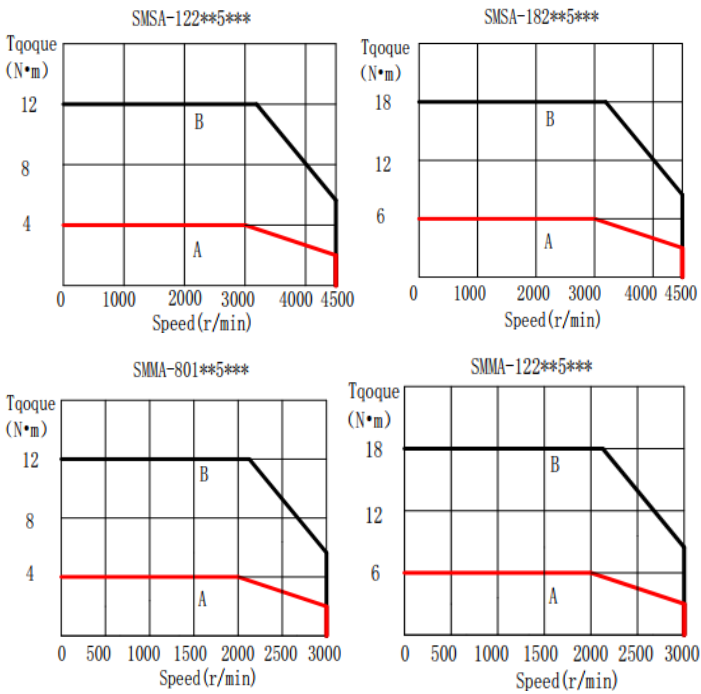 SMSA-122**5***
Tqoque
(N•m)
12
8
4
B
A
0 1000 2000 3000 4000 4500
Speed(r/min)
SMSA-182**5***
Tqoque
(N•m)
18
12
6
B
A
0 1000 2000 3000 4000 4500
Speed(r/min)
SMMA-801**5***
Tqoque
(N•m)
12
8
4
B
A
0 500 1000 1500 2000 2500 3000
Speed(r/min)
SMMA-122**5***
Tqoque
(N•m)
18
12
6
B
A
0 500 1000 1500 2000 2500 3000
Speed(r/min)